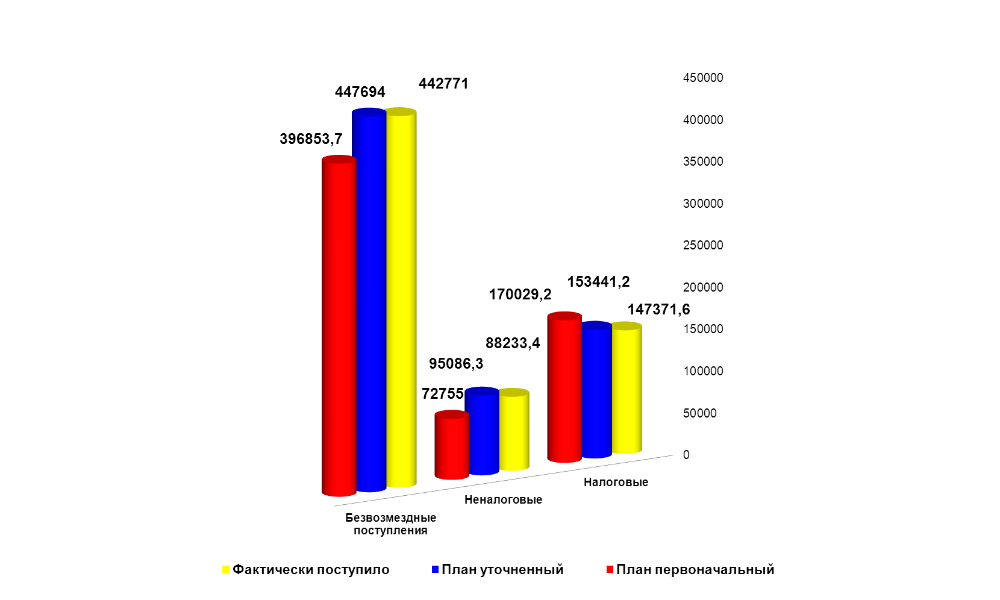 442771
447694
396853,7
450000
400000
350000
300000
250000
200000
150000
100000
50000
0
153441,2
170029,2
147371,6
88233,4
95086,3
72755
Налоговые
Неналоговые
Безвозмездные
поступления
Фактически поступило
План уточненный
План первоначальный